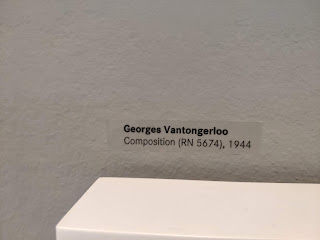 Georges Vantongerloo
Composition (RN 5674), 1944